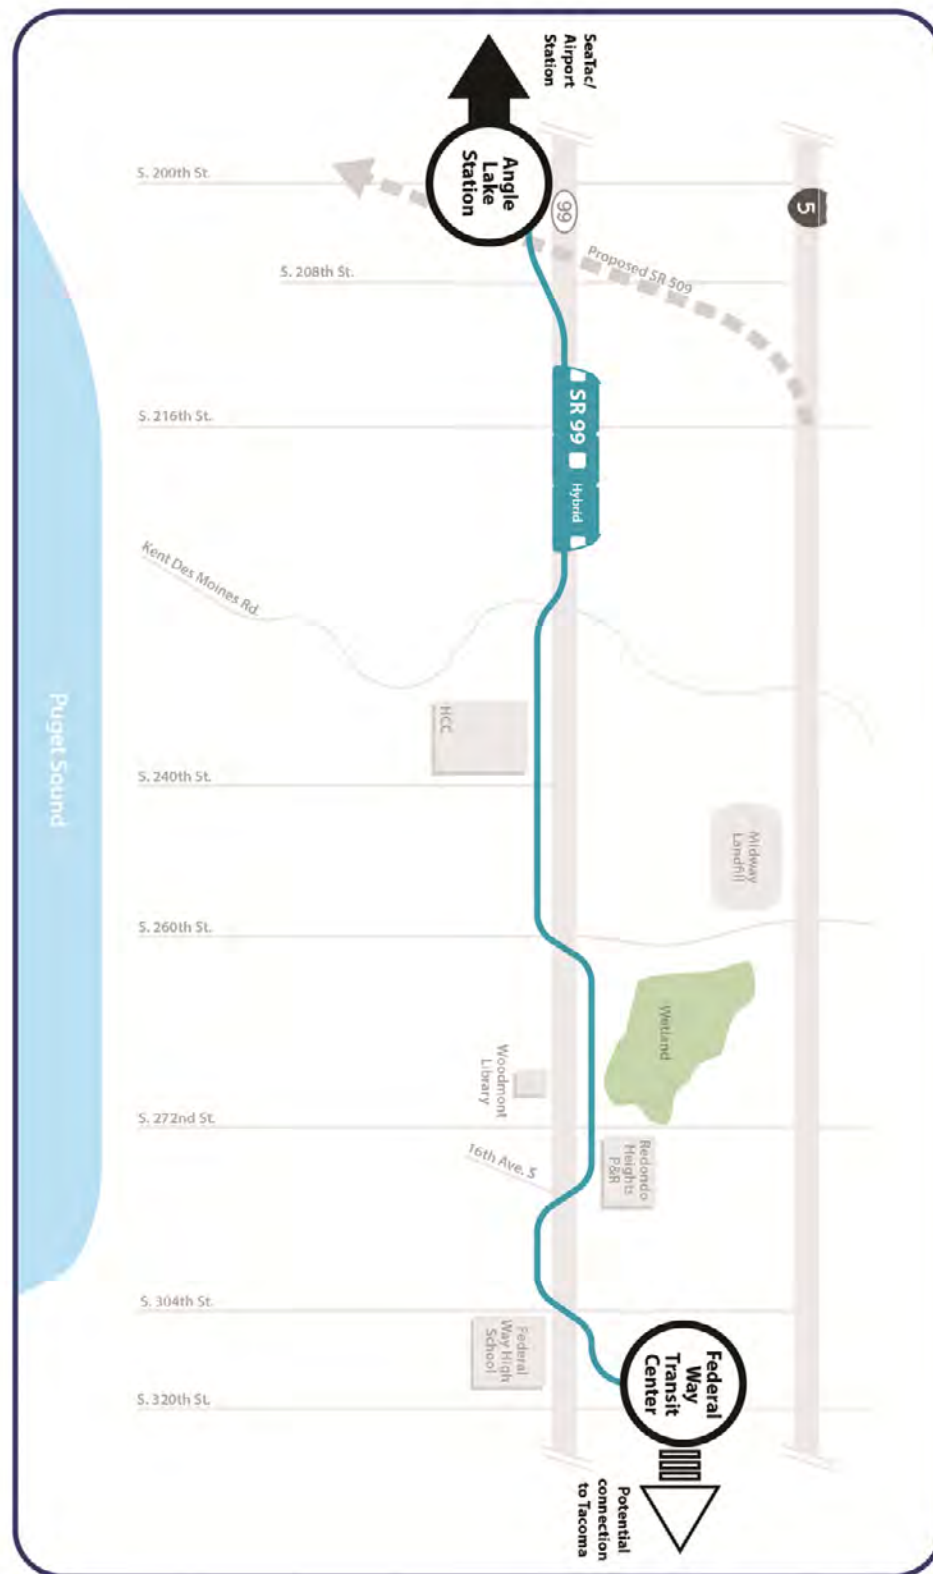 SeaTac/
Airport
Station
Angle
Lake
Station
S. 200th St.
99
5
Proposed SR 509
S. 208th St.
SR 99
Hybrid
S. 216th St.
Kent Des Moines Rd.
HCC
S. 240th St.
Puget Sound
Midway
Landfill
S. 260th St.
Wetland
Woodmont
Library
S. 272nd St.
Redondo
Heights
P&R
16th Ave. S
S. 304th St.
Federal
Way High
School
Federal
Way
Transit
Center
S. 320th St.
Potential
connection
to Tacoma